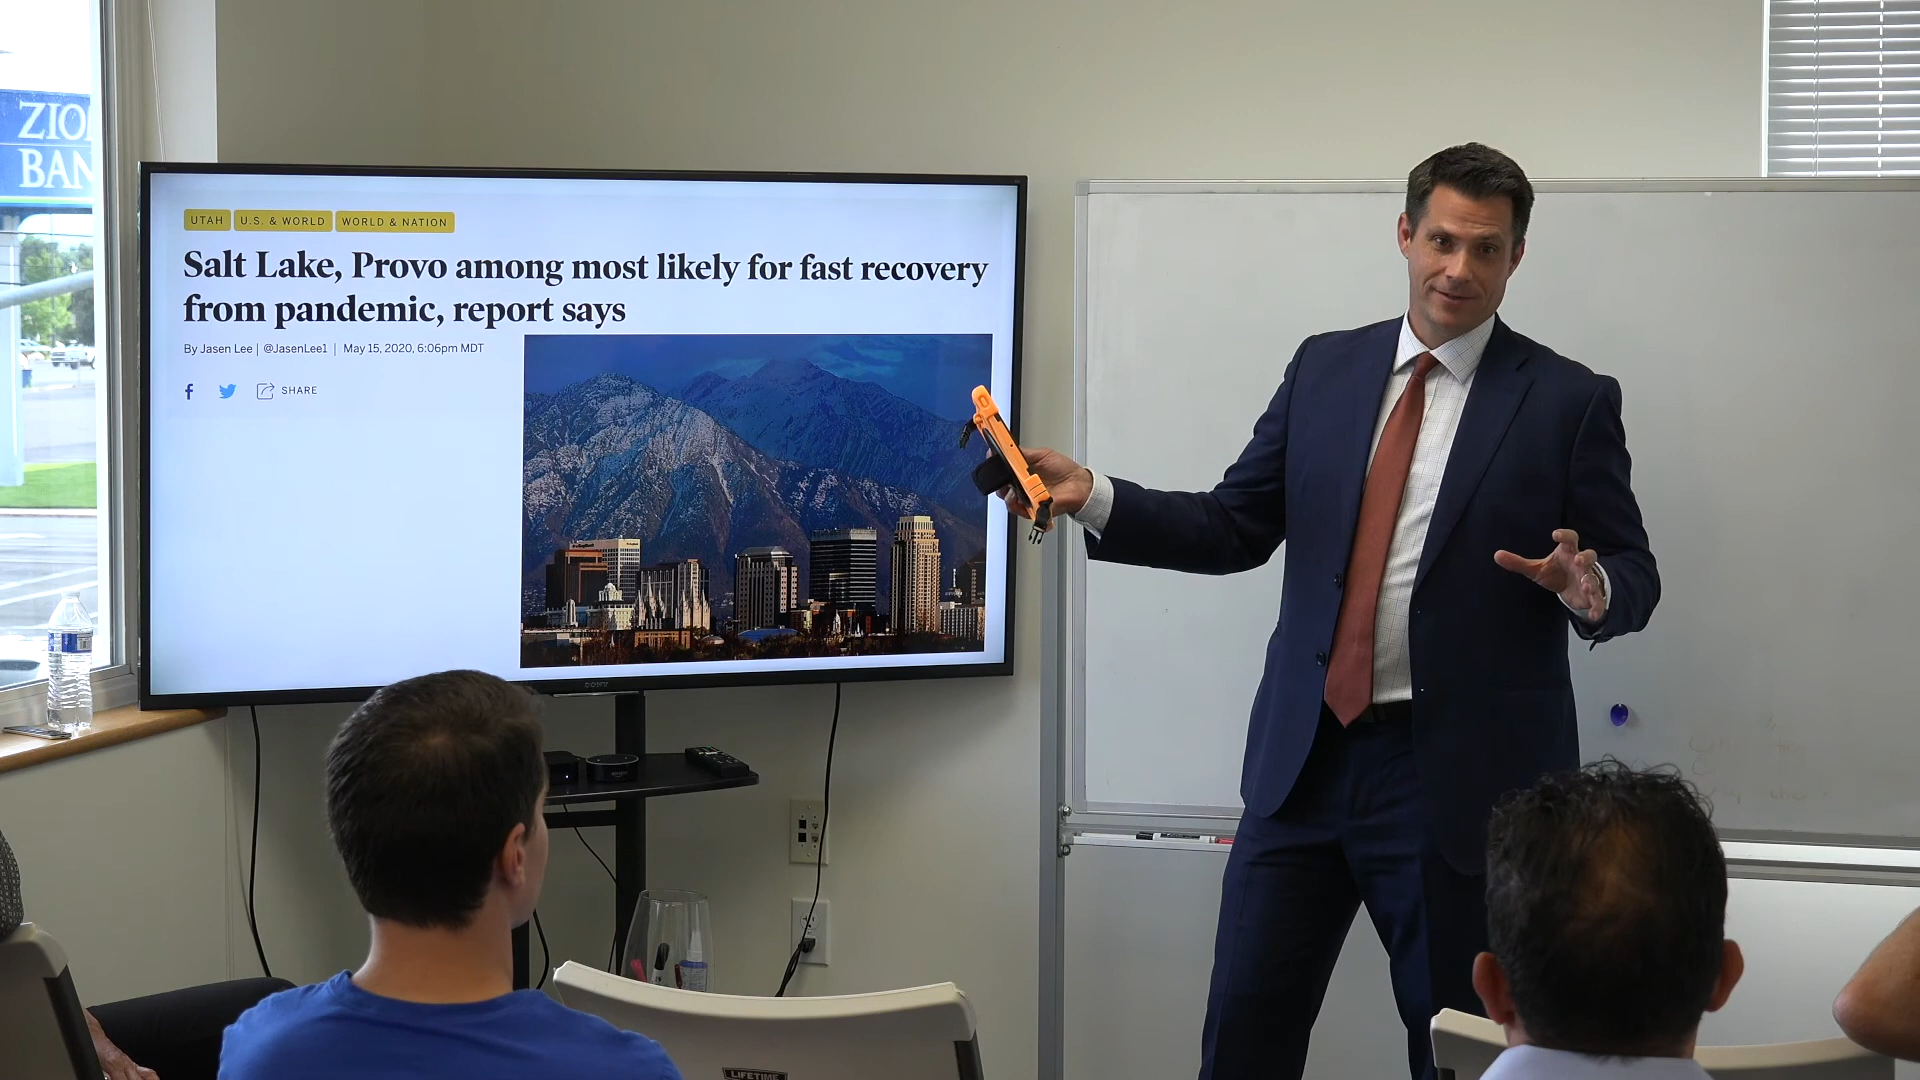 ZIO
BAN
UTAH U.S. & WORLD WORLD & NATION
Salt Lake, Provo among most likely for fast recovery
from pandemic, report says
By Jasen Lee | @JasenLee1 | May 15, 2020, 6:06pm MDT
f SHARE
SONY
LIFETIME